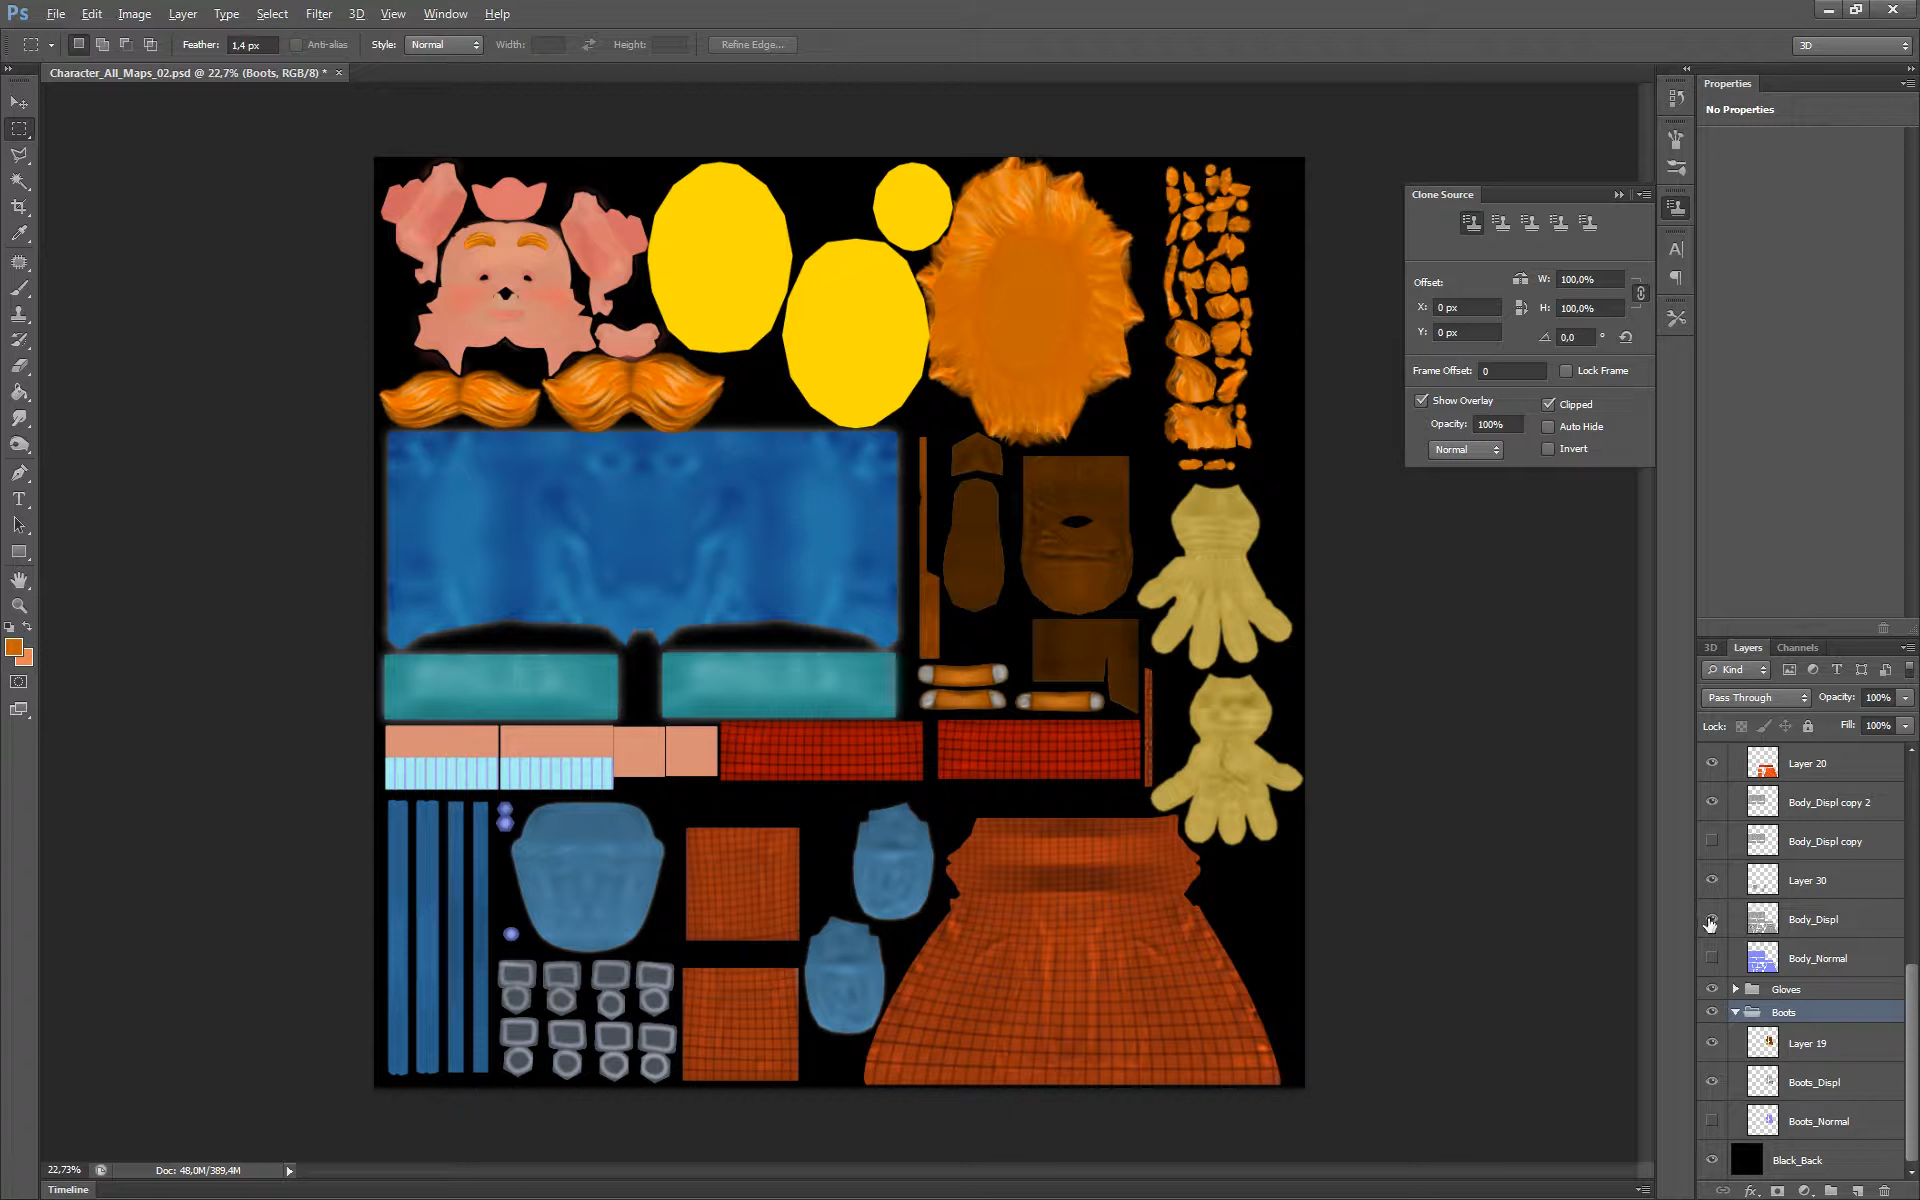 Ps File Edit Image Layer Type Select Filter 3D View Window Help
Feather: 1,4 px Anti-alias Style: Normal Width: Height: Refine Edge... 3D
Character_All_Maps_02.psd @ 22,7% (Boots, RGB/8) * ×
Properties
No Properties
Clone Source
Offset: W: 100,0%
X: 0 px H: 100,0%
Y: 0 px 0,0 °
Frame Offset: 0 Lock Frame
Show Overlay Clipped
Opacity: 100% Auto Hide
Normal Invert
3D Layers Channels
Kind
Pass Through Opacity: 100%
Lock: Fill: 100%
Layer 20
Body_Displ copy 2
Body_Displ copy
Layer 30
Body_Displ
Body_Normal
Gloves
Boots
Layer 19
Boots_Displ
Boots_Normal
Black_Back
22,73% Doc: 48,0M/389,4M
Timeline